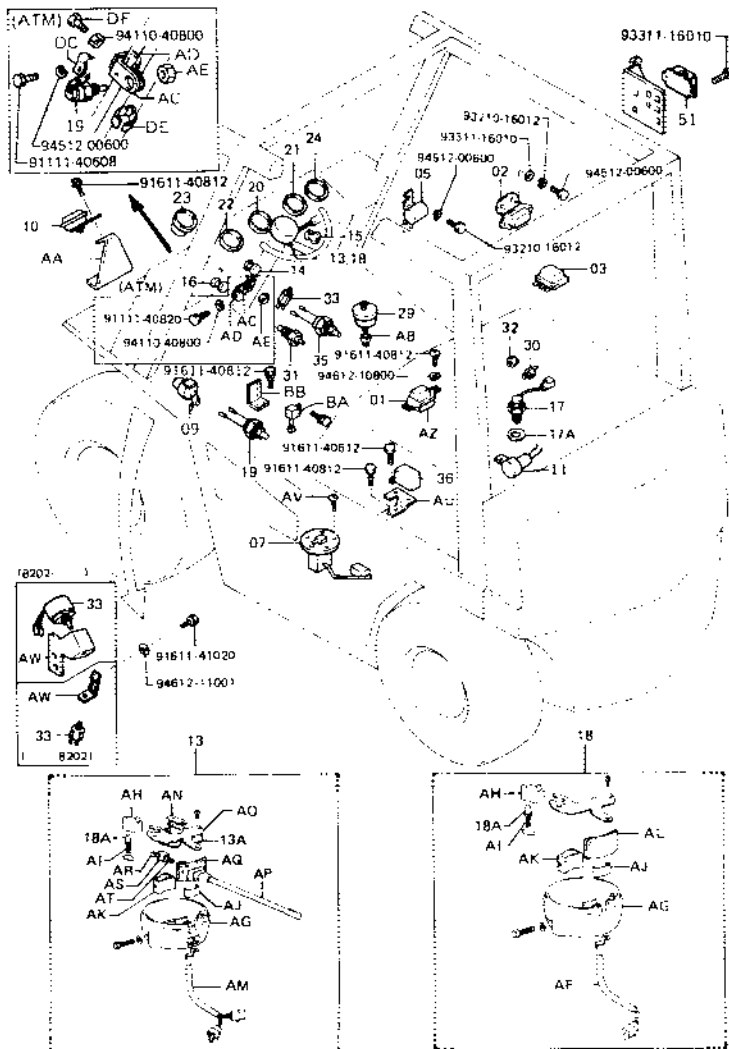 (ATM) DF
94110-40800
DC
AD
AE
AC
19
DE
94512-00600
91111-40608
93311-16010
51
93210-16012
93311-16010
94512-00600
94512-00600
05
02
93210-16012
03
91611-40812
10
AA
23
22
20
21
24
15
13,18
14
16
(ATM)
33
29
AC
AD
AE
91111-40820
94110-40800
35
31
AB
91611-40812
94612-10800
01
AZ
32
30
17
17A
11
91611-40812
BB
BA
09
19
91611-40612
91611-40812
36
AV
07
(8202- )
33
AW
AW
33
( 8202)
91611-41020
94612-11001
13
AH
AN
AO
18A
13A
AI
AR
AQ
AS
AT
AP
AK
AJ
AG
AM
18
AH
18A
AI
AL
AK
AJ
AG
AF